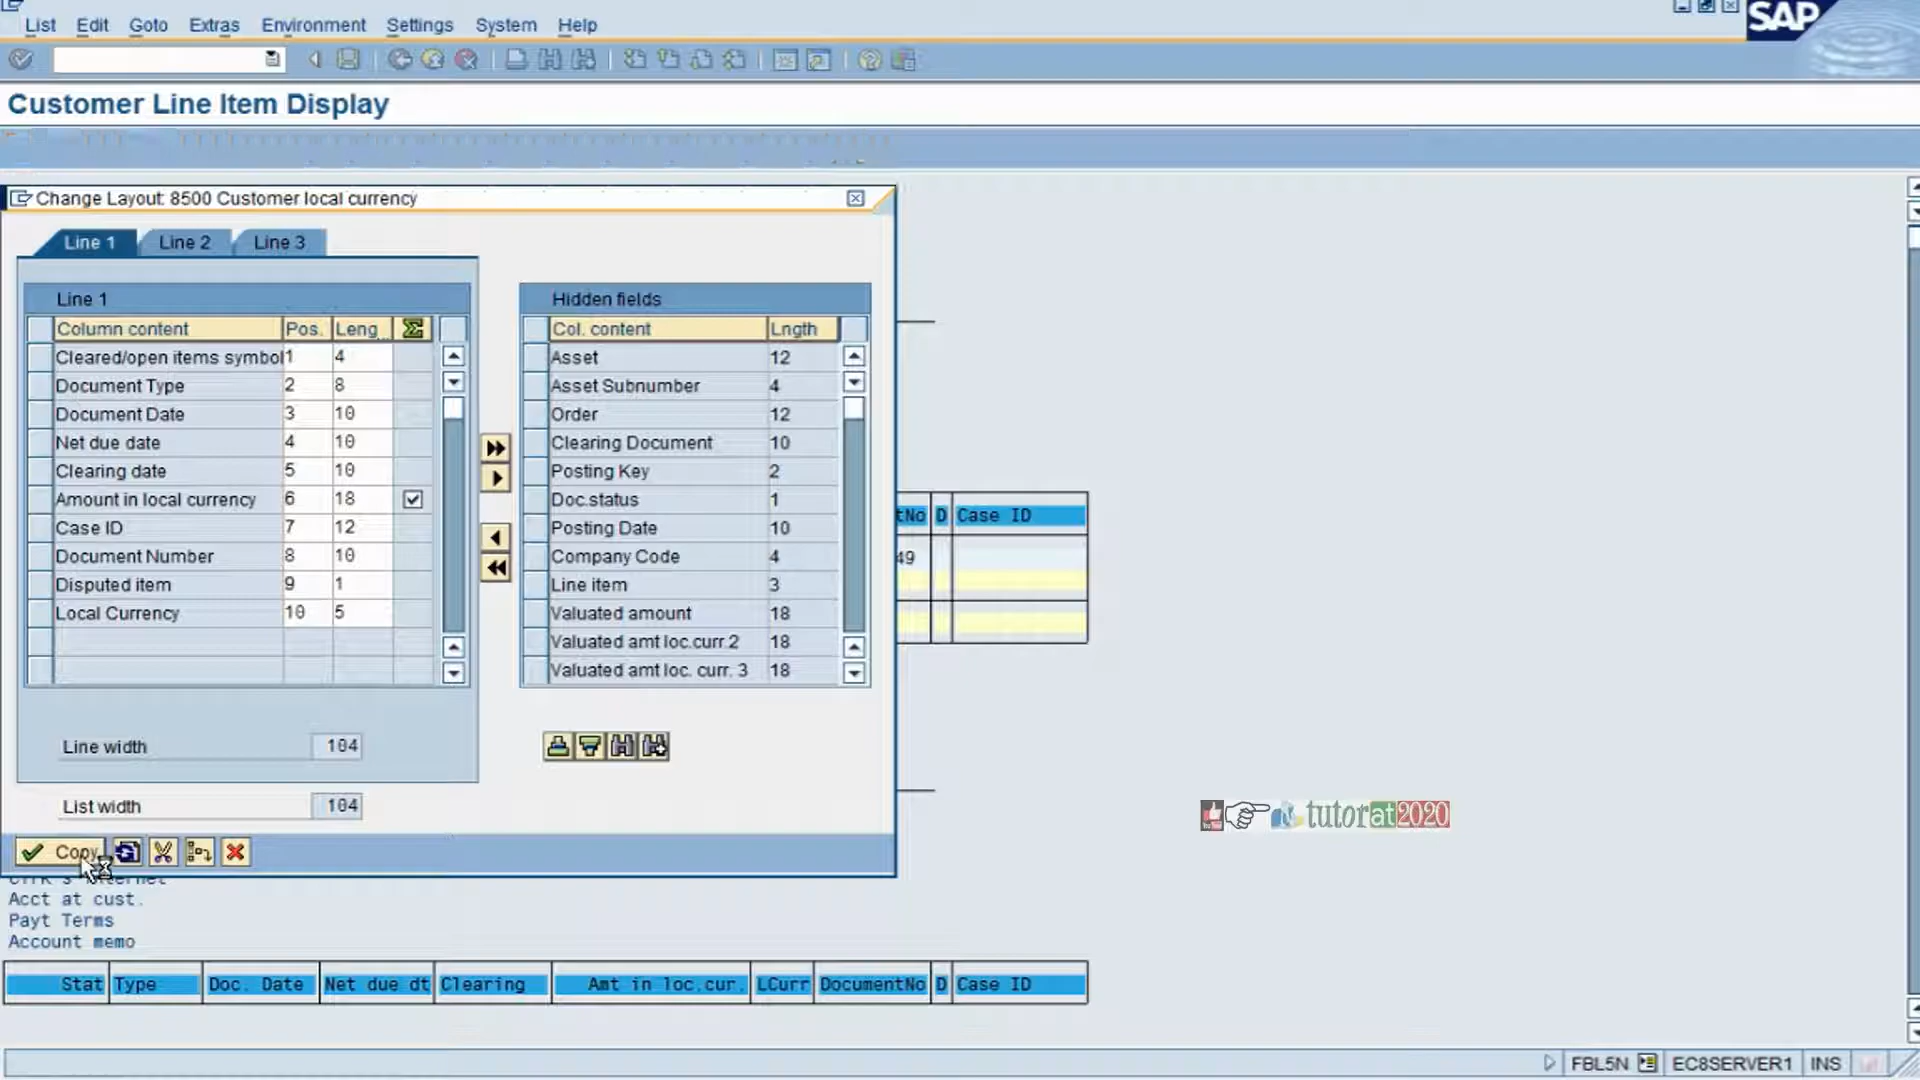 List Edit Goto Extras Environment Settings System Help
SAP
Customer Line Item Display
Change Layout: 8500 Customer local currency
Line 1 Line 2 Line 3
Line 1
Column content Pos. Leng
Cleared/open items symbol 1 4
Document Type 2 8
Document Date 3 10
Net due date 4 10
Clearing date 5 10
Amount in local currency 6 18
Case ID 7 12
Document Number 8 10
Disputed item 9 1
Local Currency 10 5
Line width 104
List width 104
Hidden fields
Col. content Lngth
Asset 12
Asset Subnumber 4
Order 12
Clearing Document 10
Posting Key 2
Doc.status 1
Posting Date 10
Company Code 4
Line item 3
Valuated amount 18
Valuated amt loc.curr.2 18
Valuated amt loc. curr. 3 18
Copy
tNo D Case ID
49
tutorat2020
Acct at cust.
Payt Terms
Account memo
Stat Type Doc. Date Net due dt Clearing Amt in loc.cur. LCurr DocumentNo D Case ID
FBL5N EC8SERVER1 INS